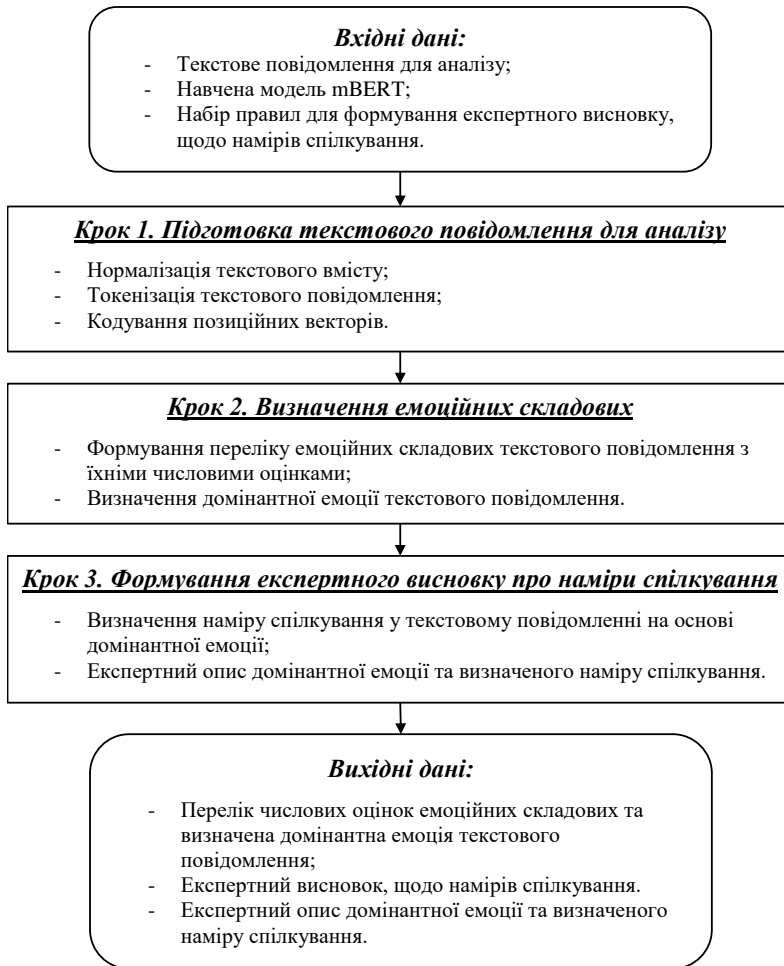 Вхідні дані:
- Текстове повідомлення для аналізу;
- Навчена модель mBERT;
- Набір правил для формування експертного висновку,
щодо намірів спілкування.
Крок 1. Підготовка текстового повідомлення для аналізу
- Нормалізація текстового вмісту;
- Токенізація текстового повідомлення;
- Кодування позиційних векторів.
Крок 2. Визначення емоційних складових
- Формування переліку емоційних складових текстового повідомлення з
їхніми числовими оцінками;
- Визначення домінантної емоції текстового повідомлення.
Крок 3. Формування експертного висновку про наміри спілкування
- Визначення наміру спілкування у текстовому повідомленні на основі
домінантної емоції;
- Експертний опис домінантної емоції та визначеного наміру спілкування.
Вихідні дані:
- Перелік числових оцінок емоційних складових та
визначена домінантна емоція текстового
повідомлення;
- Експертний висновок, щодо намірів спілкування.
- Експертний опис домінантної емоції та визначеного
наміру спілкування.